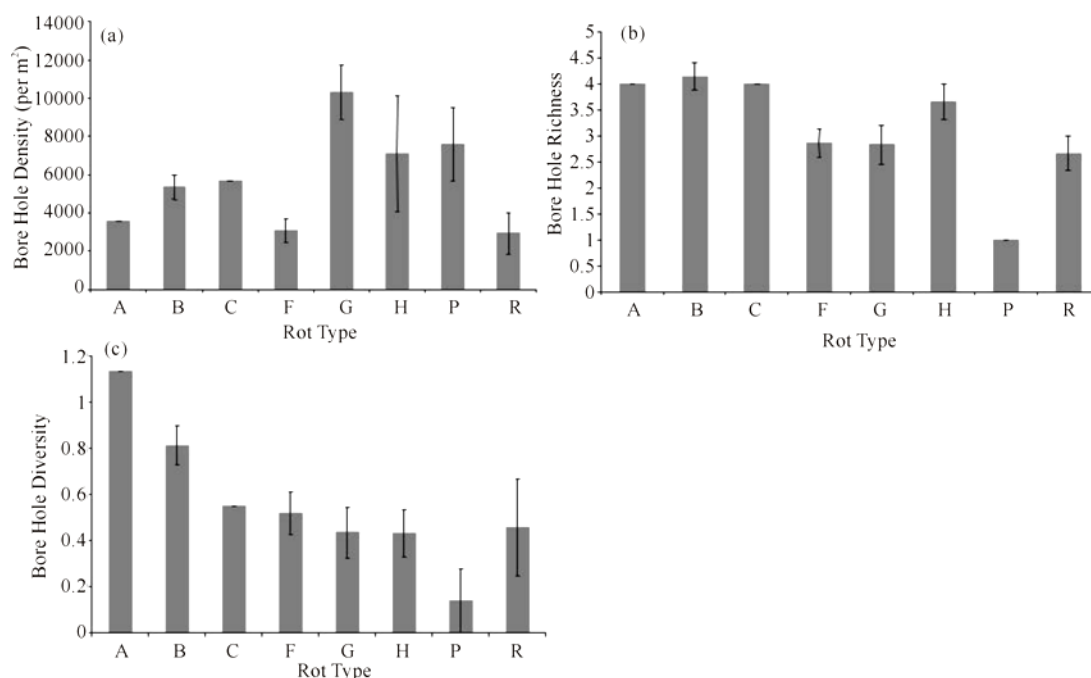 (a)
Bore Hole Density (per m²)
14000
12000
10000
8000
6000
4000
2000
0
A B C F G H P R
Rot Type
(b)
Bore Hole Richness
5
4.5
4
3.5
3
2.5
2
1.5
1
0.5
0
A B C F G H P R
Rot Type
(c)
Bore Hole Diversity
1.2
1
0.8
0.6
0.4
0.2
0
A B C F G H P R
Rot Type